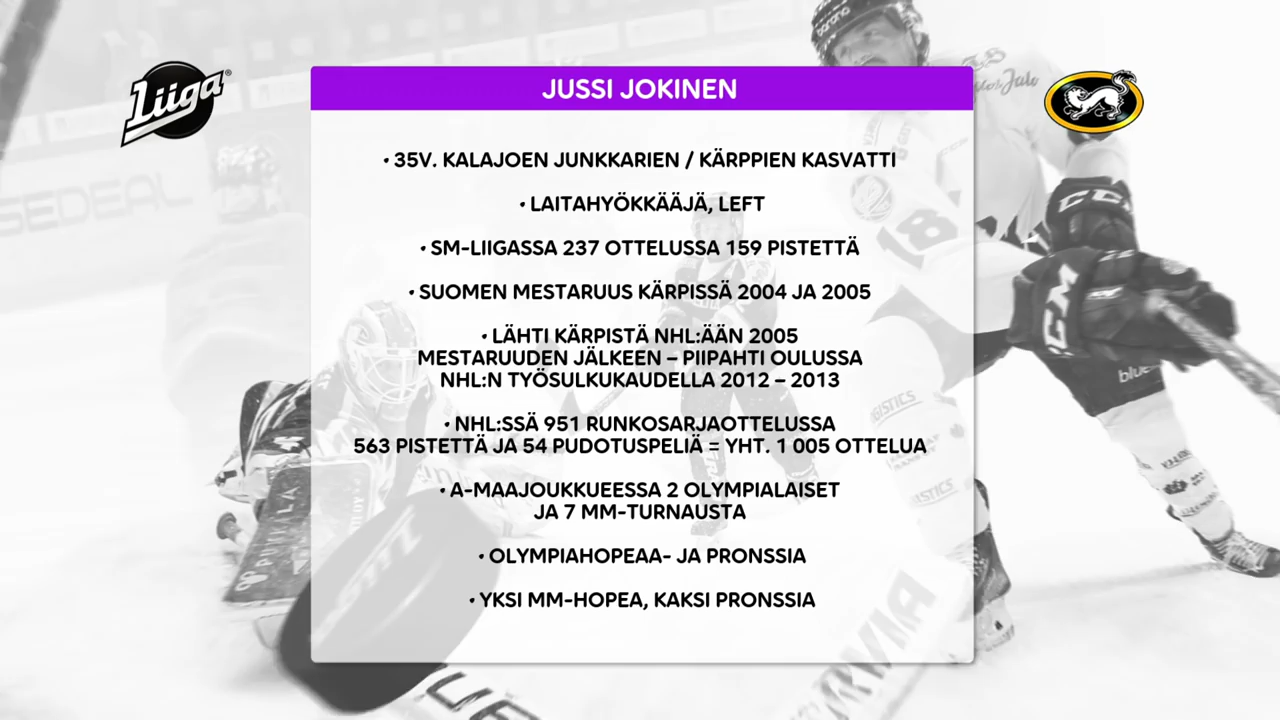 Liiga
JUSSI JOKINEN
• 35V. KALAJOEN JUNKKARIEN / KÄRPPIEN KASVATTI
• LAITAHYÖKKÄÄJÄ, LEFT
• SM-LIIGASSA 237 OTTELUSSA 159 PISTETTÄ
• SUOMEN MESTARUUS KÄRPISSÄ 2004 JA 2005
• LÄHTI KÄRPISTÄ NHL:ÄÄN 2005
MESTARUUDEN JÄLKEEN – PIIPAHTI OULUSSA
NHL:N TYÖSULKUKAUDELLA 2012 – 2013
• NHL:SSÄ 951 RUNKOSARJAOTTELUSSA
563 PISTETTÄ JA 54 PUDOTUSPELIÄ = YHT. 1 005 OTTELUA
• A-MAAJOUKKUEESSA 2 OLYMPIALAISET
JA 7 MM-TURNAUSTA
• OLYMPIAHOPEAA- JA PRONSSIA
• YKSI MM-HOPEA, KAKSI PRONSSIA
SEDEAL
18
CCM